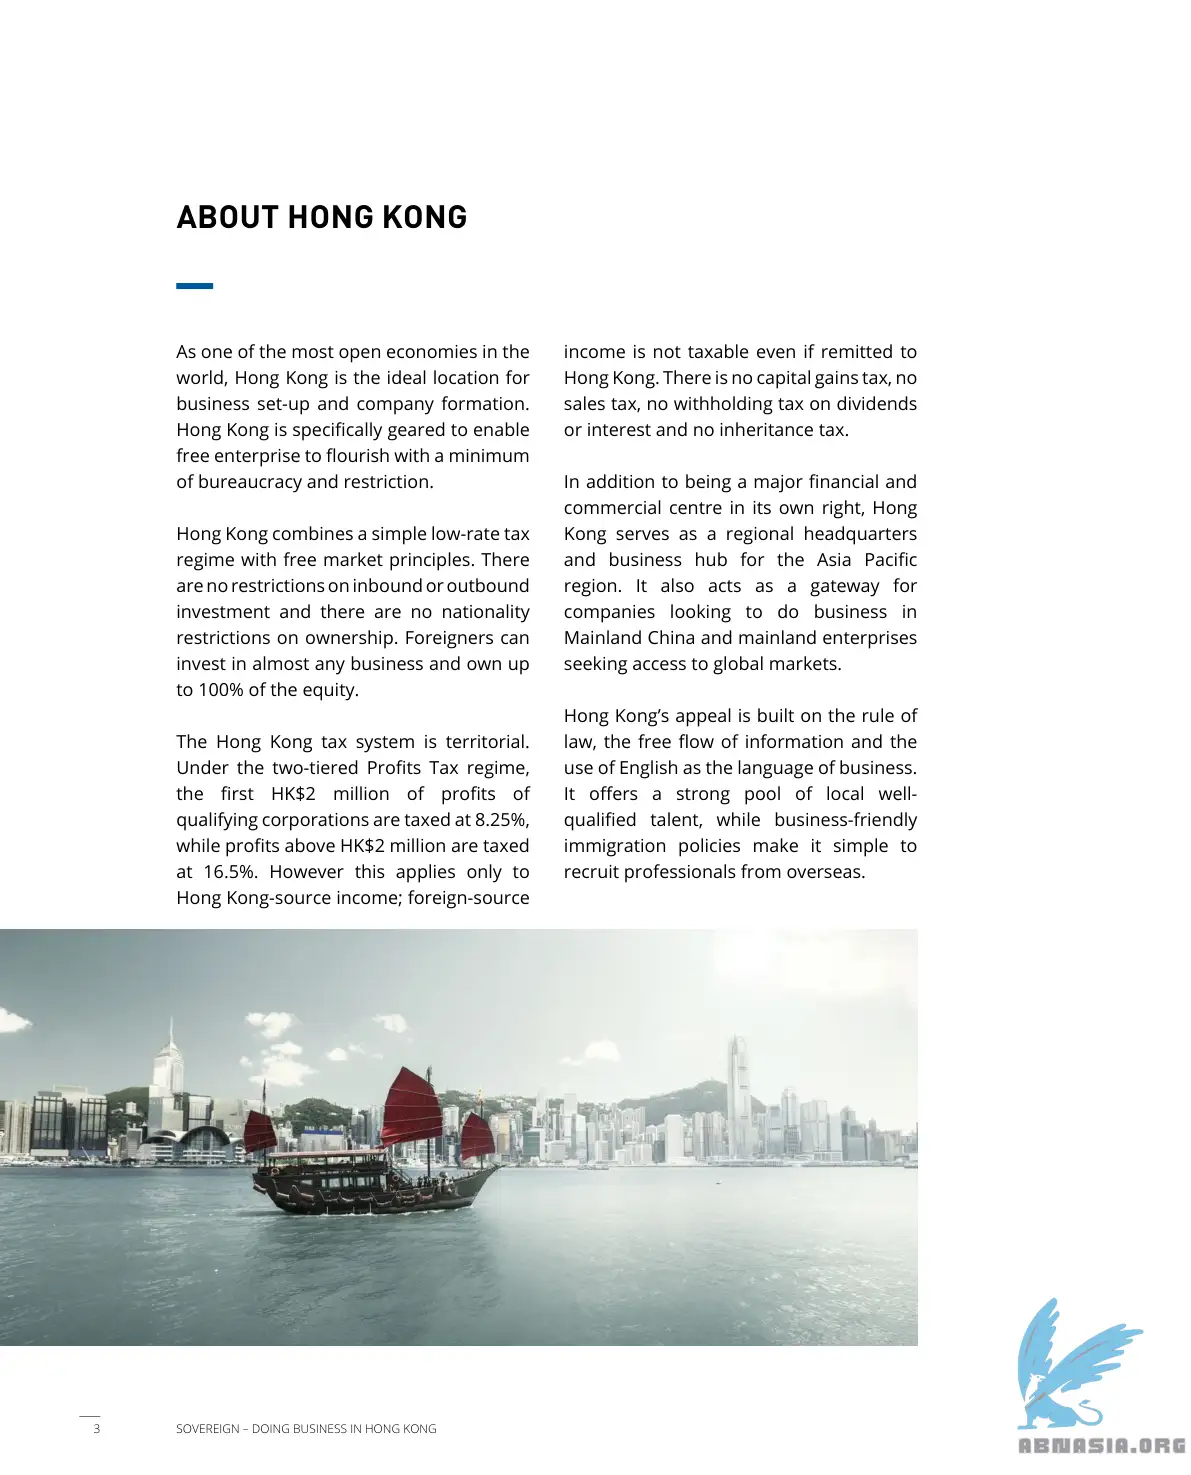 ABOUT HONG KONG
As one of the most open economies in the
world, Hong Kong is the ideal location for
business set-up and company formation.
Hong Kong is specifically geared to enable
free enterprise to flourish with a minimum
of bureaucracy and restriction.
Hong Kong combines a simple low-rate tax
regime with free market principles. There
are no restrictions on inbound or outbound
investment and there are no nationality
restrictions on ownership. Foreigners can
invest in almost any business and own up
to 100% of the equity.
The Hong Kong tax system is territorial.
Under the two-tiered Profits Tax regime,
the first HK$2 million of profits of
qualifying corporations are taxed at 8.25%,
while profits above HK$2 million are taxed
at 16.5%. However this applies only to
Hong Kong-source income; foreign-source
income is not taxable even if remitted to
Hong Kong. There is no capital gains tax, no
sales tax, no withholding tax on dividends
or interest and no inheritance tax.
In addition to being a major financial and
commercial centre in its own right, Hong
Kong serves as a regional headquarters
and business hub for the Asia Pacific
region. It also acts as a gateway for
companies looking to do business in
Mainland China and mainland enterprises
seeking access to global markets.
Hong Kong’s appeal is built on the rule of
law, the free flow of information and the
use of English as the language of business.
It offers a strong pool of local well-
qualified talent, while business-friendly
immigration policies make it simple to
recruit professionals from overseas.
3
SOVEREIGN – DOING BUSINESS IN HONG KONG
ABNASIA.ORG